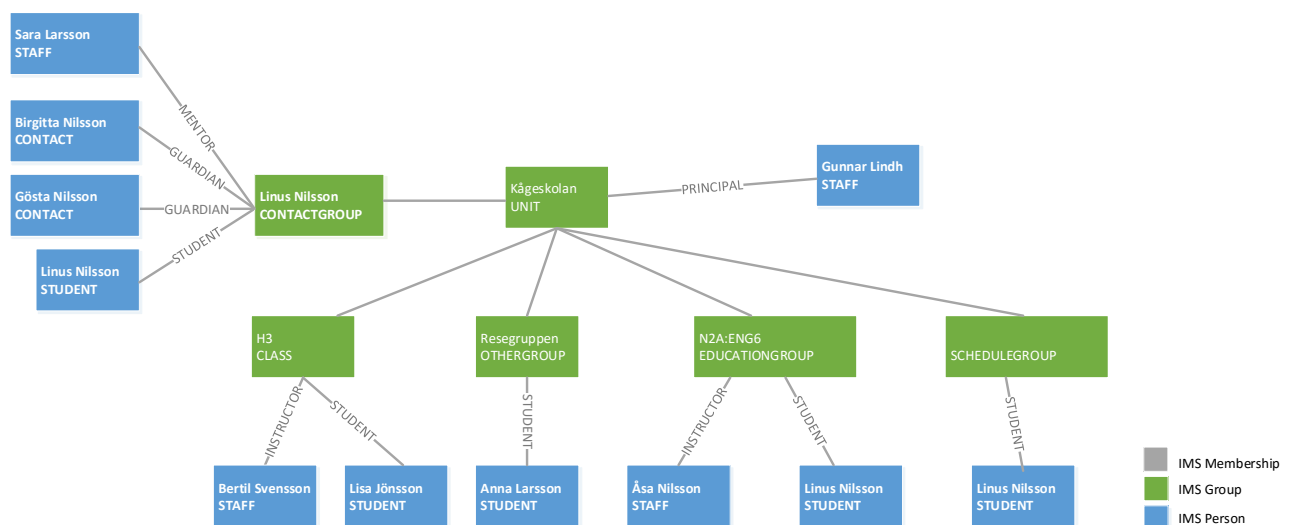 Sara Larsson
STAFF
Birgitta Nilsson
CONTACT
Gösta Nilsson
CONTACT
Linus Nilsson
STUDENT
MENTOR
GUARDIAN
GUARDIAN
STUDENT
Linus Nilsson
CONTACTGROUP
Kågeskolan
UNIT
PRINCIPAL
Gunnar Lindh
STAFF
H3
CLASS
Resegruppen
OTHERGROUP
N2A:ENG6
EDUCATIONGROUP
SCHEDULEGROUP
INSTRUCTOR
STUDENT
STUDENT
INSTRUCTOR
STUDENT
STUDENT
Bertil Svensson
STAFF
Lisa Jönsson
STUDENT
Anna Larsson
STUDENT
Åsa Nilsson
STAFF
Linus Nilsson
STUDENT
Linus Nilsson
STUDENT
IMS Membership
IMS Group
IMS Person